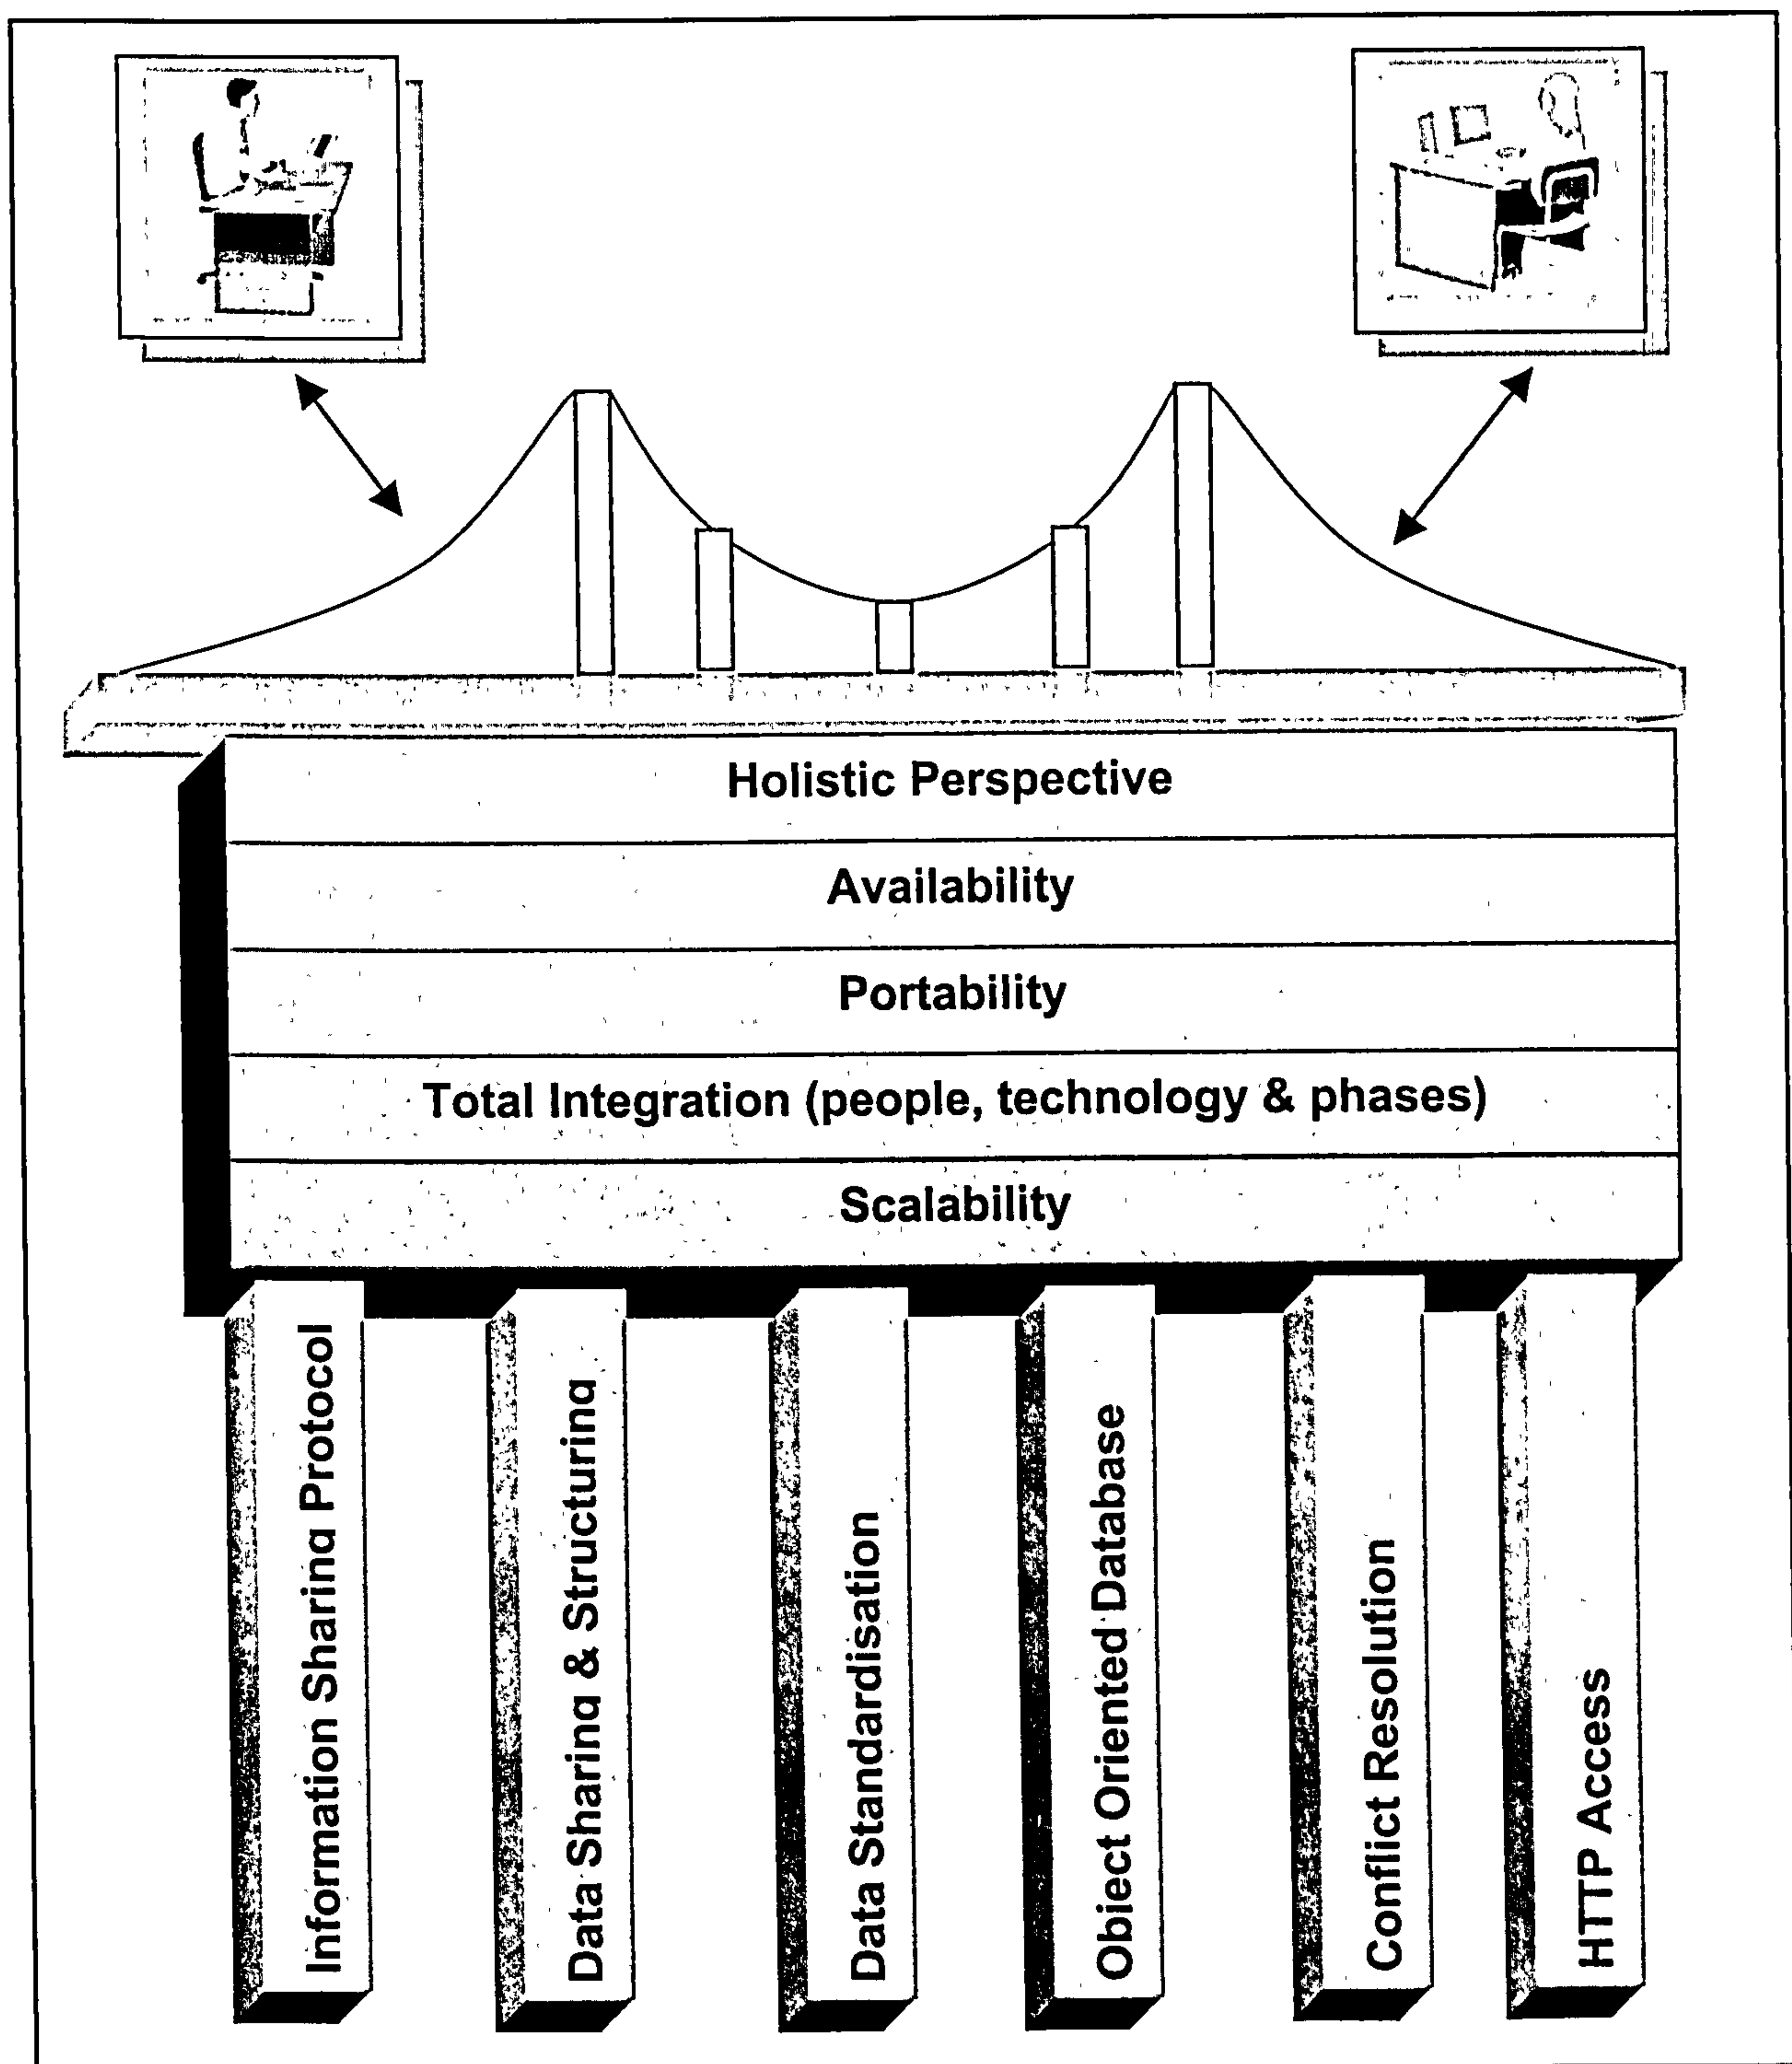 Holistic Perspective
Availability
Portability
Total Integration (people, technology & phases)
Scalability
Information Sharing Protocol
Data Sharing & Structuring
Data Standardisation
Object Oriented Database
Conflict Resolution
HTTP Access